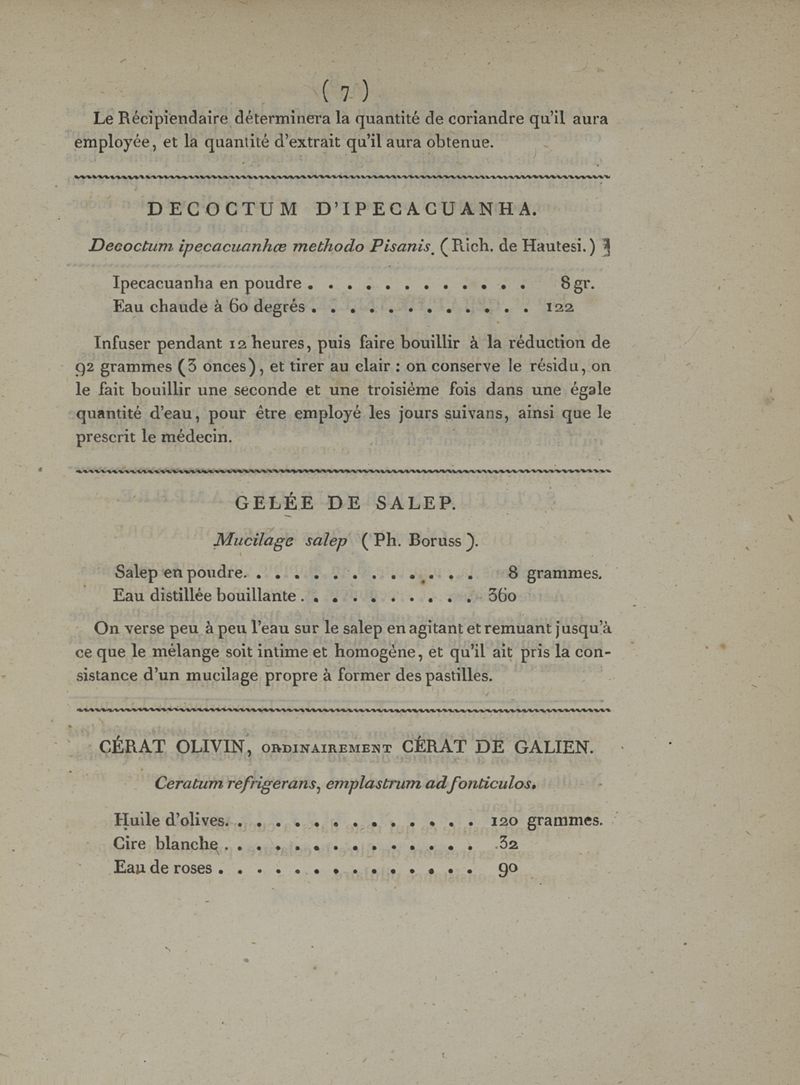 ( 7 )
Le Récipiendaire déterminera la quantité de coriandre qu'il aura
employée, et la quantité d'extrait qu'il aura obtenue.
DECOCTUM D'IPECACUANHA.
Decoctum ipecacuanhæ methodo Pisanis. (Rich. de Hautesi.)
Ipecacuanha en poudre . . . . . . . . . . . . 8 gr.
Eau chaude à 60 degrés . . . . . . . . . . . . 122
Infuser pendant 12 heures, puis faire bouillir à la réduction de
92 grammes (3 onces), et tirer au clair : on conserve le résidu, on
le fait bouillir une seconde et une troisième fois dans une égale
quantité d'eau, pour être employé les jours suivans, ainsi que le
prescrit le médecin.
GELÉE DE SALEP.
Mucilage salep ( Ph. Boruss ).
Salep en poudre. . . . . . . . . . . . . 8 grammes.
Eau distillée bouillante . . . . . . . . . . 360
On verse peu à peu l'eau sur le salep en agitant et remuant jusqu'à
ce que le mélange soit intime et homogène, et qu'il ait pris la con-
sistance d'un mucilage propre à former des pastilles.
CÉRAT OLIVIN, ORDINAIREMENT CÉRAT DE GALIEN.
Ceratum refrigerans, emplastrum ad fonticulos.
Huile d'olives. . . . . . . . . . . . . . 120 grammes.
Cire blanche . . . . . . . . . . . . . . 32
Eau de roses . . . . . . . . . . . . . . 90